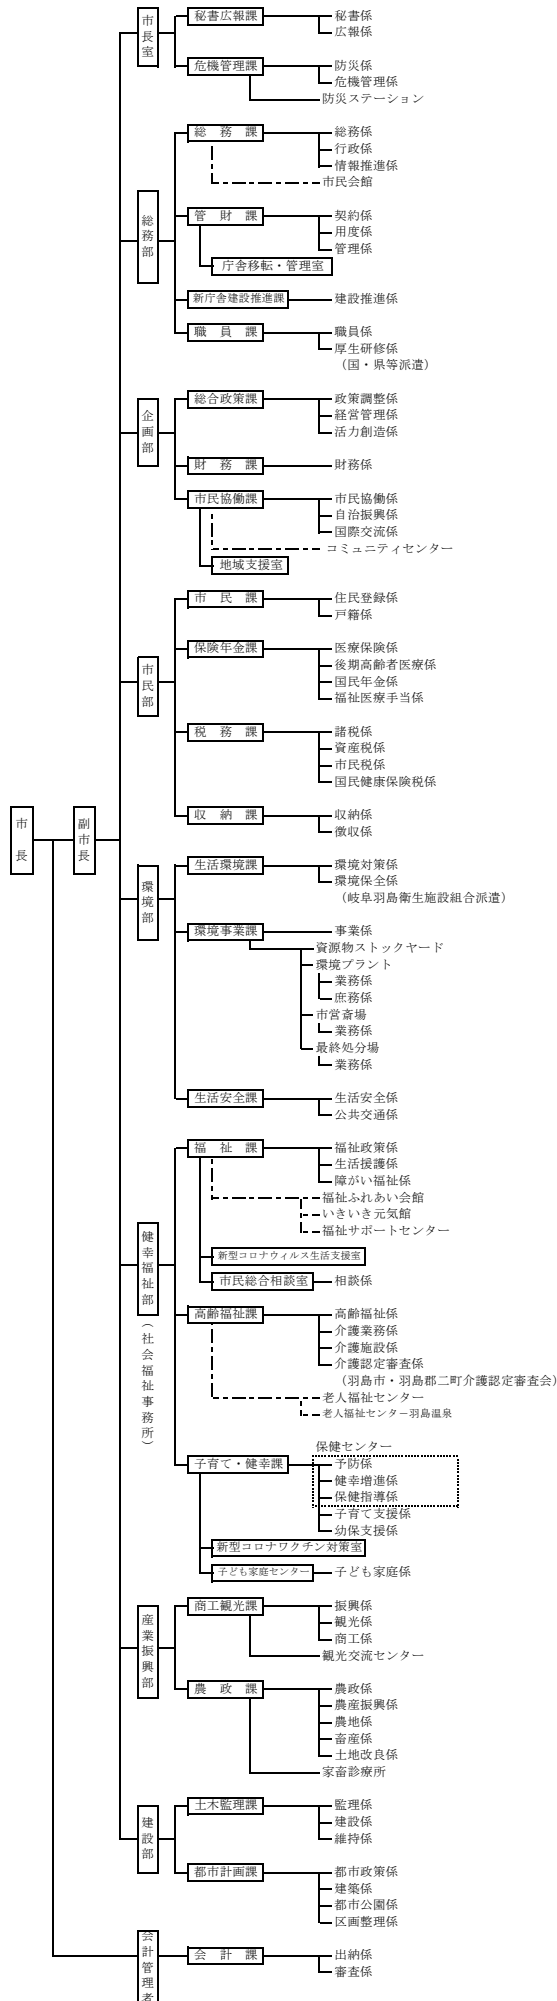 市長
副市長
市長室
秘書広報課
秘書係
広報係
危機管理課
防災係
危機管理係
防災ステーション
総務部
総　務　課
総務係
行政係
情報推進係
市民会館
管　財　課
契約係
用度係
管理係
庁舎移転・管理室
新庁舎建設推進課
建設推進係
職　員　課
職員係
厚生研修係
（国・県等派遣）
企画部
総合政策課
政策調整係
経営管理係
活力創造係
財　務　課
財務係
市民協働課
市民協働係
自治振興係
国際交流係
コミュニティセンター
地域支援室
市民部
市　民　課
住民登録係
戸籍係
保険年金課
医療保険係
後期高齢者医療係
国民年金係
福祉医療手当係
税　務　課
諸税係
資産税係
市民税係
国民健康保険税係
収　納　課
収納係
徴収係
環境部
生活環境課
環境対策係
環境保全係
（岐阜羽島衛生施設組合派遣）
環境事業課
事業係
資源物ストックヤード
環境プラント
業務係
庶務係
市営斎場
業務係
最終処分場
業務係
生活安全課
生活安全係
公共交通係
健幸福祉部（社会福祉事務所）
福　祉　課
福祉政策係
生活援護係
障がい福祉係
福祉ふれあい会館
いきいき元気館
福祉サポートセンター
新型コロナウィルス生活支援室
市民総合相談室
相談係
高齢福祉課
高齢福祉係
介護業務係
介護施設係
介護認定審査係
（羽島市・羽島郡二町介護認定審査会）
老人福祉センター
老人福祉センター羽島温泉
保健センター
子育て・健幸課
予防係
健幸増進係
保健指導係
子育て支援係
幼保支援係
新型コロナワクチン対策室
子ども家庭センター
子ども家庭係
産業振興部
商工観光課
振興係
観光係
商工係
観光交流センター
農　政　課
農政係
農産振興係
農地係
畜産係
土地改良係
家畜診療所
建設部
土木監理課
監理係
建設係
維持係
都市計画課
都市政策係
建築係
都市公園係
区画整理係
会計管理者
会　計　課
出納係
審査係